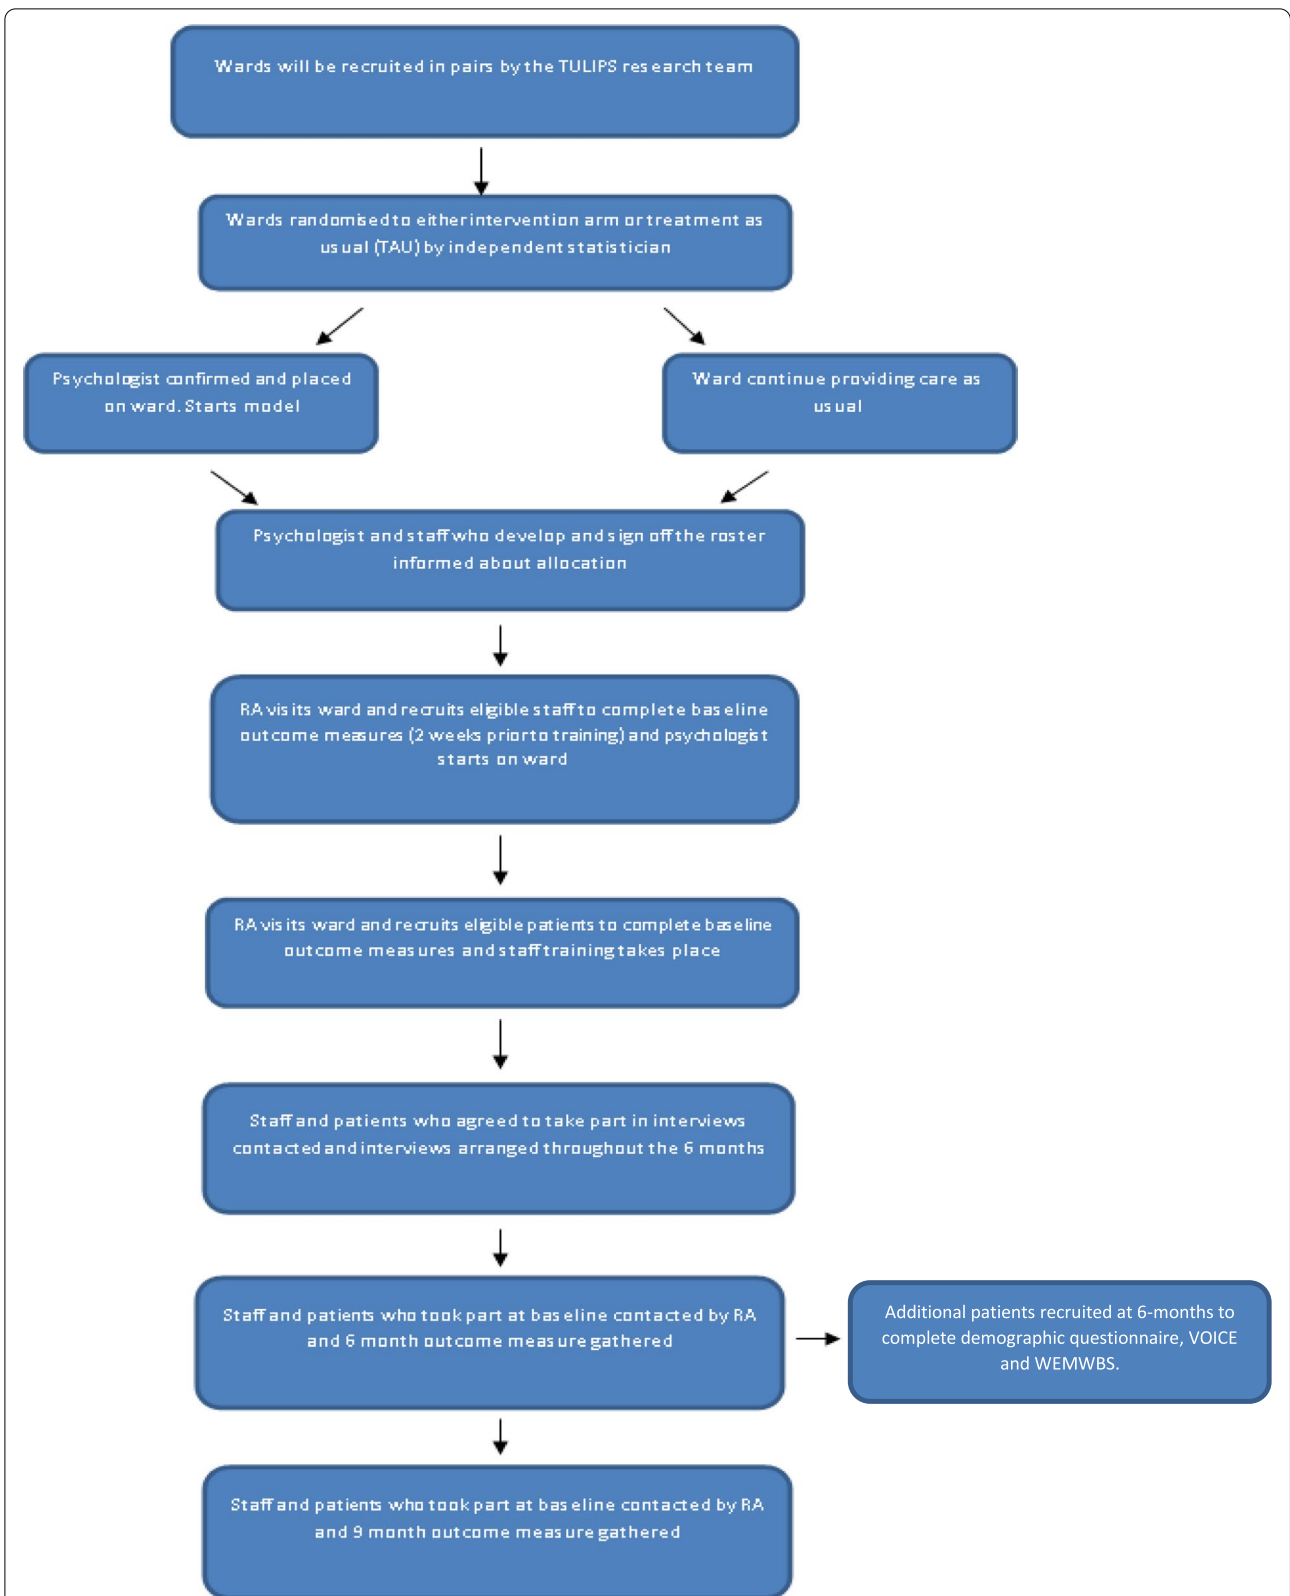 Wards will be recruited in pairs by the TULIPS research team
Wards randomised to either intervention arm or treatment as
usual (TAU) by independent statistician
Psychologist confirmed and placed
on ward. Starts model
Ward continue providing care as
usual
Psychologist and staff who develop and sign off the roster
informed about allocation
RA visits ward and recruits eligible staff to complete baseline
outcome measures (2 weeks prior to training) and psychologist
starts on ward
RA visits ward and recruits eligible patients to complete baseline
outcome measures and staff training takes place
Staff and patients who agreed to take part in interviews
contacted and interviews arranged throughout the 6 months
Staff and patients who took part at baseline contacted by RA
and 6 month outcome measure gathered
Additional patients recruited at 6-months to
complete demographic questionnaire, VOICE
and WEMWBS.
Staff and patients who took part at baseline contacted by RA
and 9 month outcome measure gathered